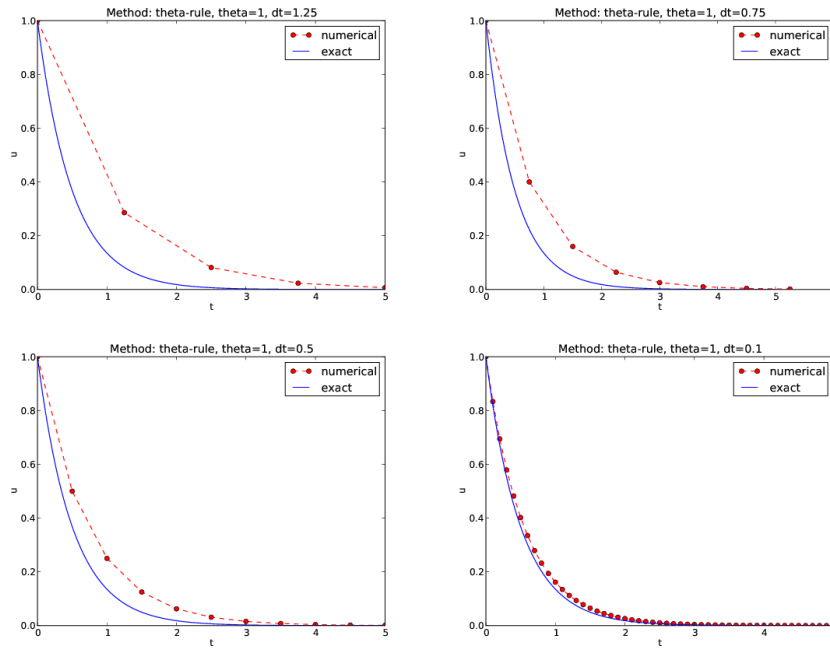 Method: theta-rule, theta=1, dt=1.25
numerical
exact
1.0
0.8
0.6
0.4
0.2
0.0
u
0 1 2 3 4 5
t
Method: theta-rule, theta=1, dt=0.75
numerical
exact
1.0
0.8
0.6
0.4
0.2
0.0
u
0 1 2 3 4 5
t
Method: theta-rule, theta=1, dt=0.5
numerical
exact
1.0
0.8
0.6
0.4
0.2
0.0
u
0 1 2 3 4 5
t
Method: theta-rule, theta=1, dt=0.1
numerical
exact
1.0
0.8
0.6
0.4
0.2
0.0
u
0 1 2 3 4
t